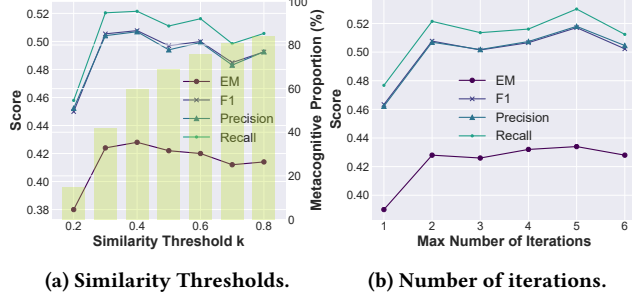 0.52
0.50
0.48
0.46
0.44
0.42
0.40
0.38
Score
0.2 0.3 0.4 0.5 0.6 0.7 0.8
Similarity Threshold k
100
80
60
40
20
0
Metacognitive Proportion (%)
EM
F1
Precision
Recall
(a) Similarity Thresholds.
0.52
0.50
0.48
0.46
0.44
0.42
0.40
Score
1 2 3 4 5 6
Max Number of Iterations
EM
F1
Precision
Recall
(b) Number of iterations.